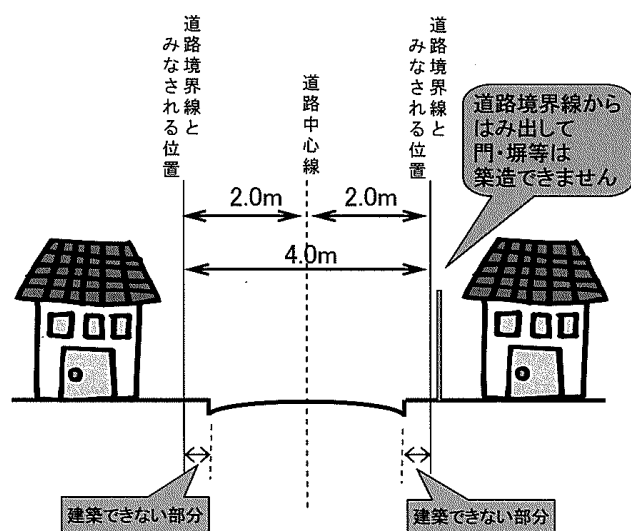 道路境界線と
みなされる位置
道路中心線
道路境界線と
みなされる位置
道路境界線から
はみ出して
門・塀等は
築造できません
2.0m
2.0m
4.0m
建築できない部分
建築できない部分